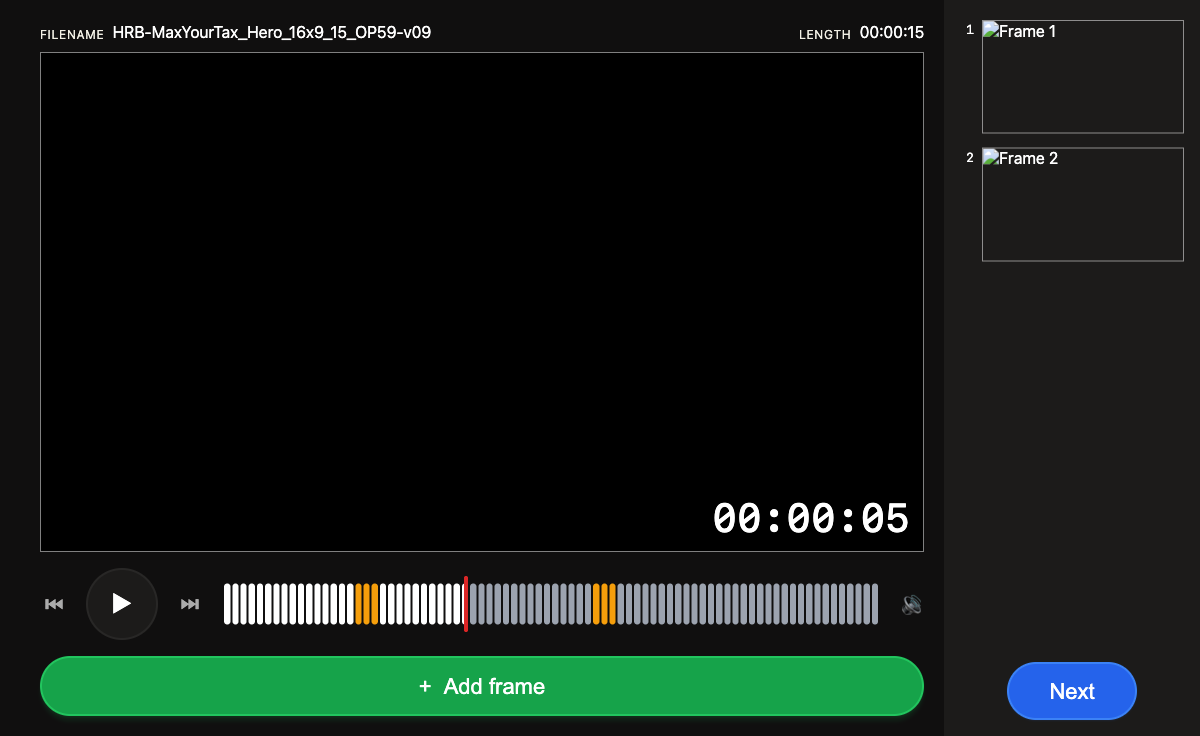 FILENAME HRB-MaxYourTax_Hero_16x9_15_OP59-v09
LENGTH 00:00:15
00:00:05
+ Add frame
1 Frame 1
2 Frame 2
Next